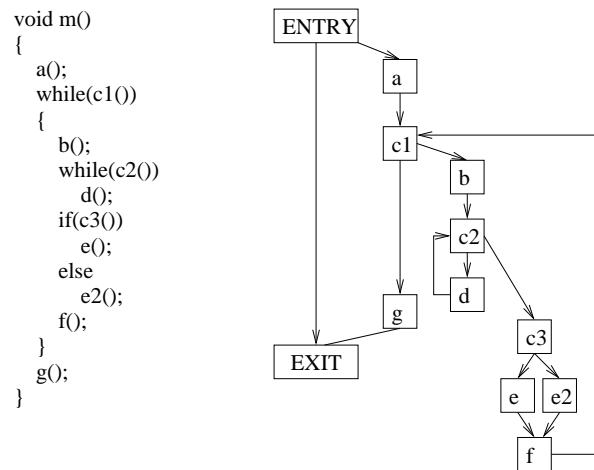 void m()
{
a();
while(c1())
{
b();
while(c2())
d();
if(c3())
e();
else
e2();
f();
}
g();
}
ENTRY
a
c1
b
c2
d
g
c3
EXIT
e e2
f